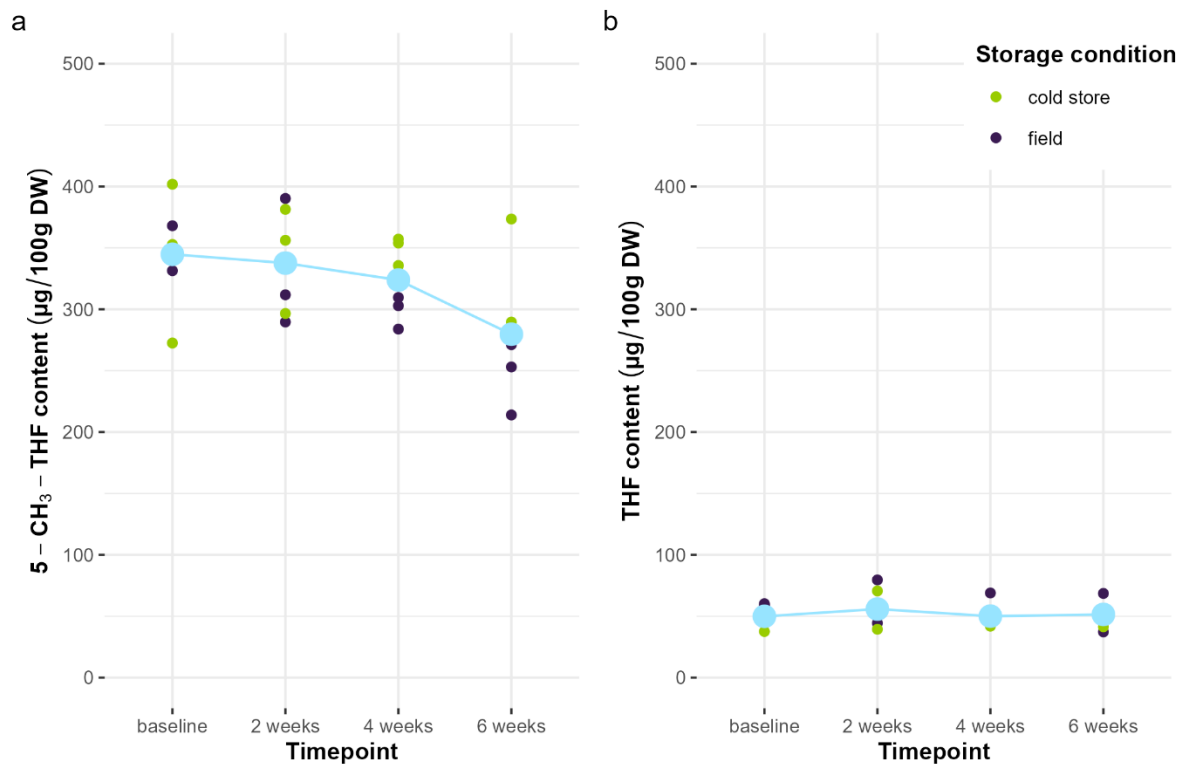 a
5 – CH₃ – THF content (µg/100g DW)
500
400
300
200
100
0
baseline 2 weeks 4 weeks 6 weeks
Timepoint
b
THF content (µg/100g DW)
500
400
300
200
100
0
baseline 2 weeks 4 weeks 6 weeks
Timepoint
Storage condition
cold store
field